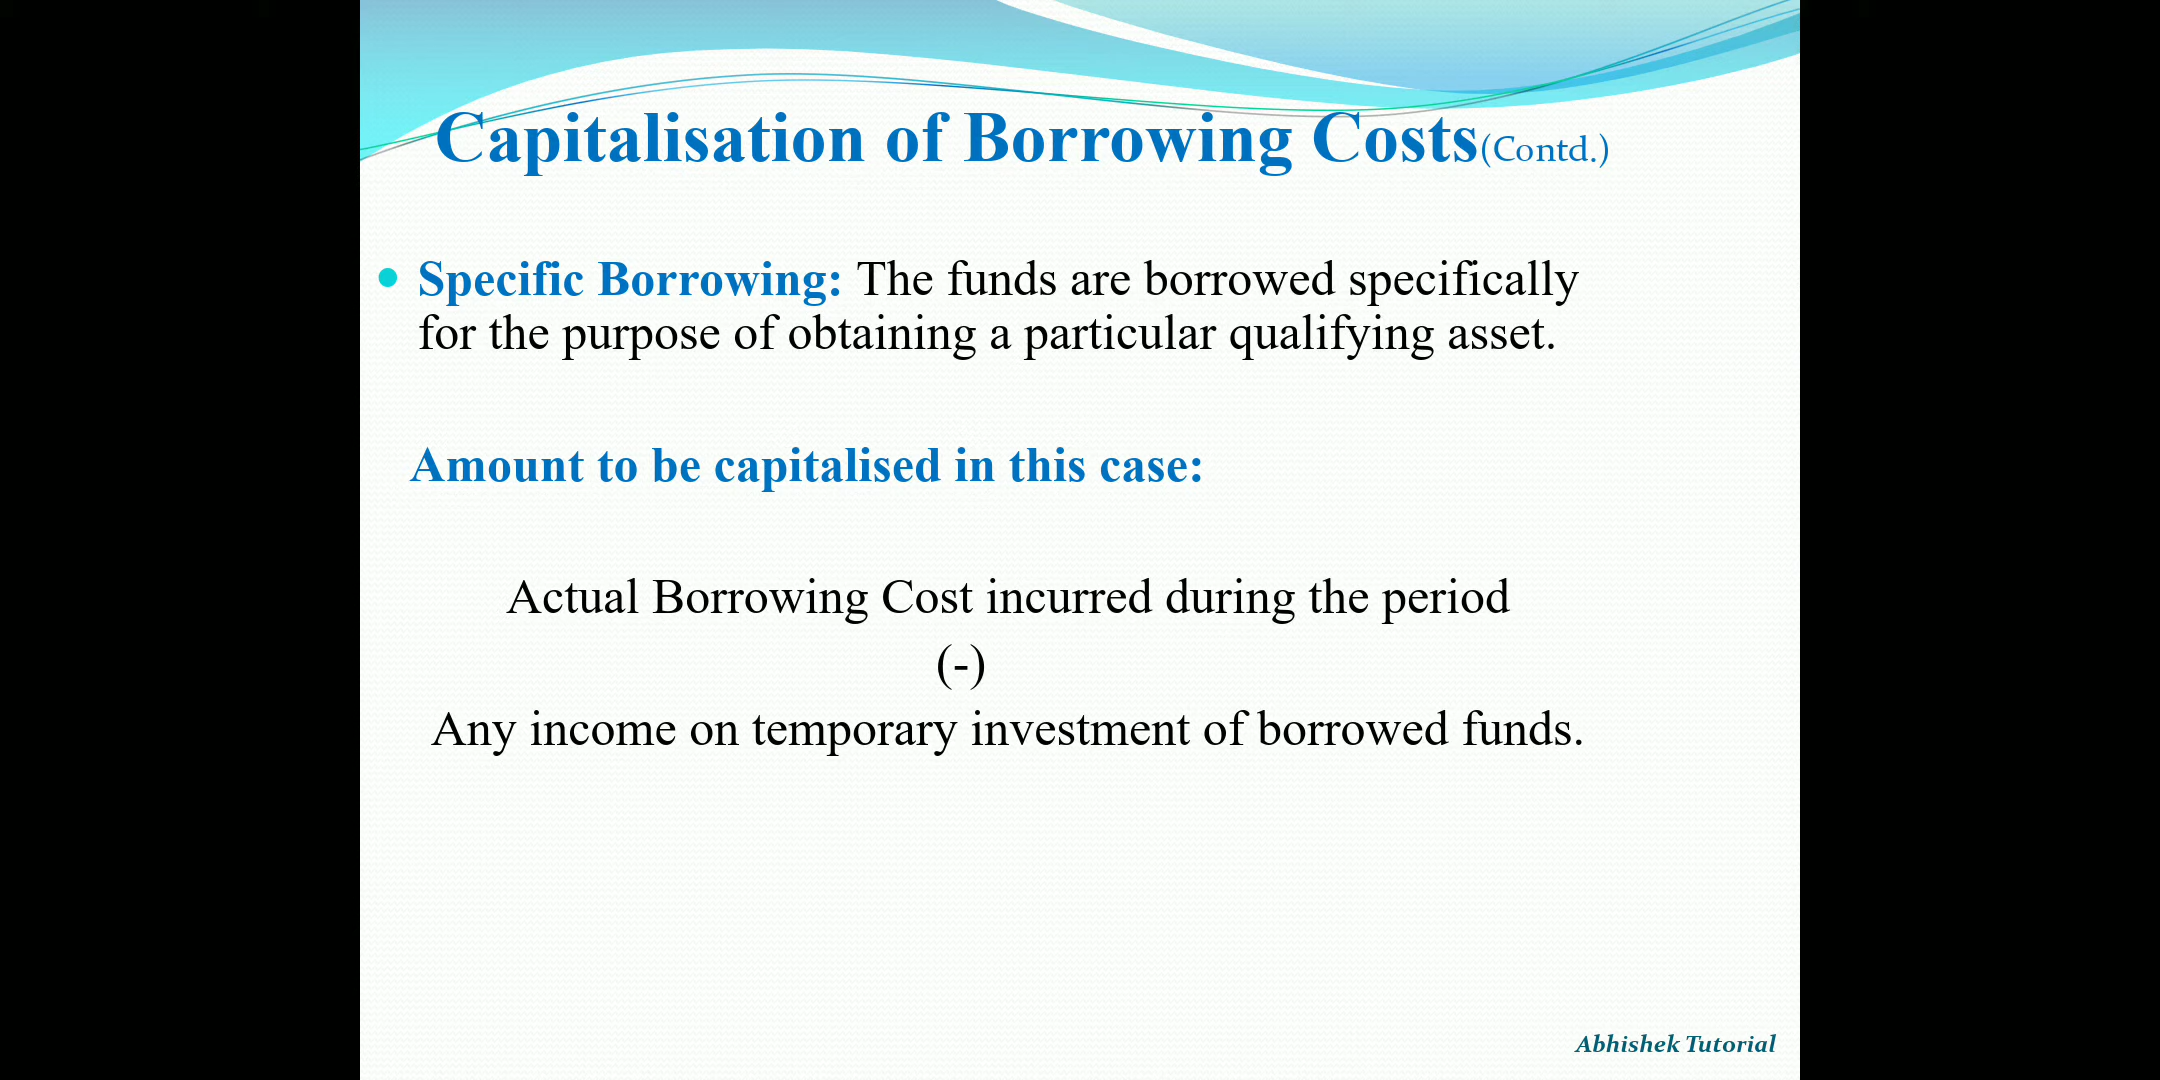 Capitalisation of Borrowing Costs(Contd.)
Specific Borrowing: The funds are borrowed specifically
for the purpose of obtaining a particular qualifying asset.
Amount to be capitalised in this case:
Actual Borrowing Cost incurred during the period
(-)
Any income on temporary investment of borrowed funds.
Abhishek Tutorial